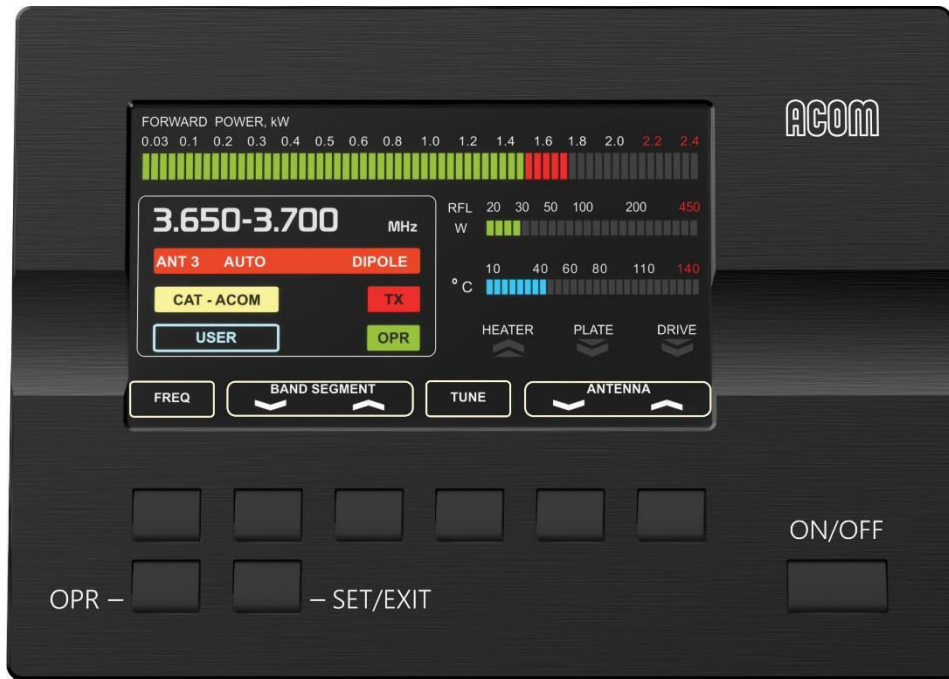 ACOM
FORWARD POWER, kW
0.03 0.1 0.2 0.3 0.4 0.5 0.6 0.8 1.0 1.2 1.4 1.6 1.8 2.0 2.2 2.4
3.650-3.700 MHz
ANT 3 AUTO DIPOLE
CAT - ACOM TX
USER OPR
RFL 20 30 50 100 200 450
W
10 40 60 80 110 140
° C
HEATER PLATE DRIVE
FREQ BAND SEGMENT TUNE ANTENNA
ON/OFF
OPR – – SET/EXIT